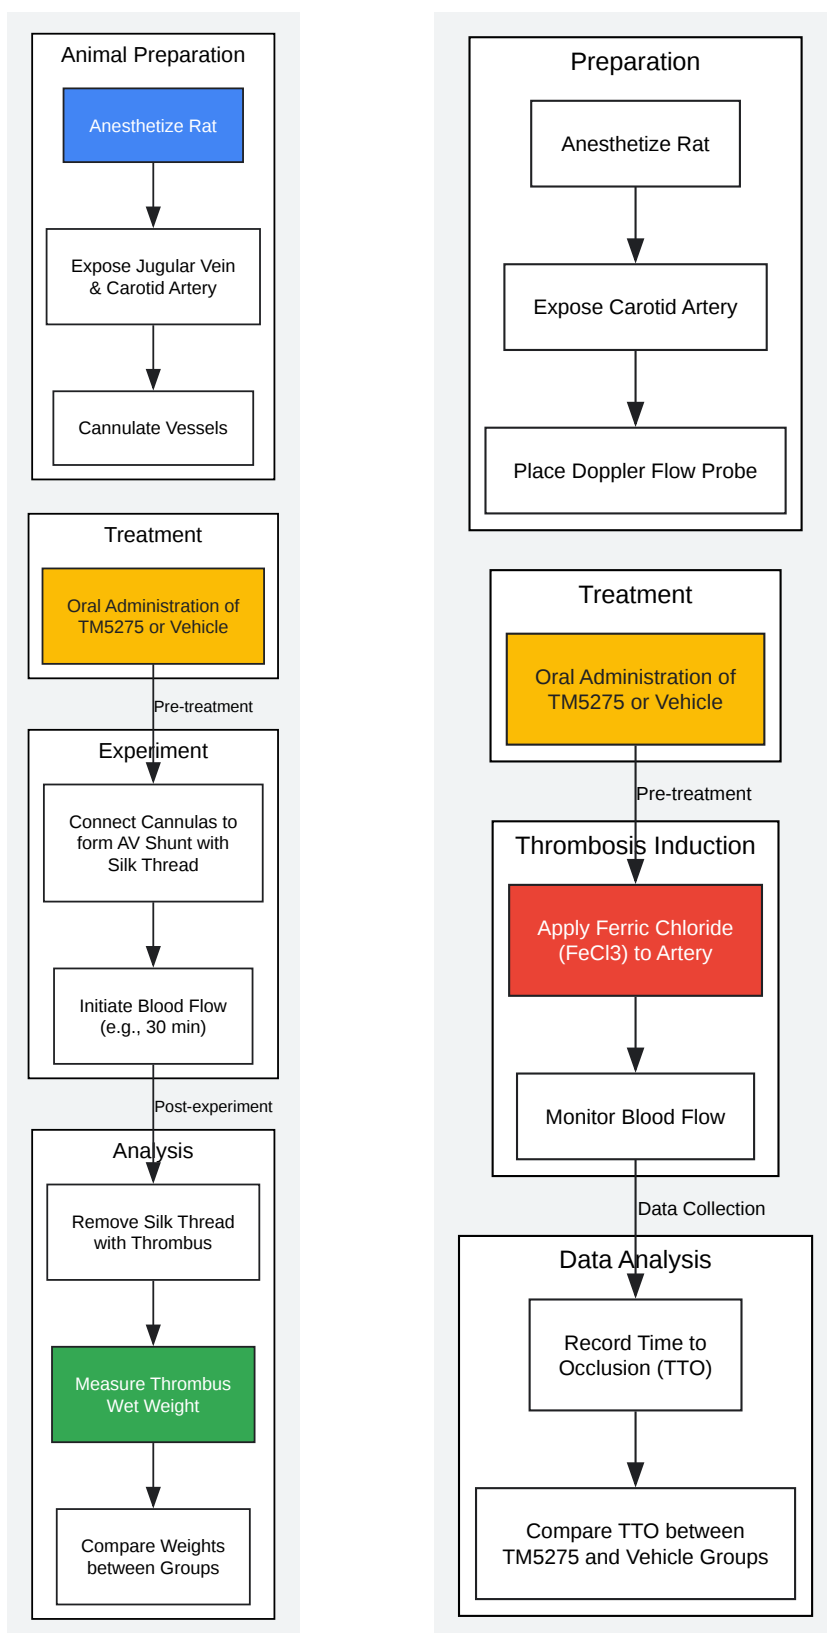 Animal Preparation
Anesthetize Rat
Expose Jugular Vein
& Carotid Artery
Cannulate Vessels
Treatment
Oral Administration of
TM5275 or Vehicle
Pre-treatment
Experiment
Connect Cannulas to
form AV Shunt with
Silk Thread
Initiate Blood Flow
(e.g., 30 min)
Post-experiment
Analysis
Remove Silk Thread
with Thrombus
Measure Thrombus
Wet Weight
Compare Weights
between Groups
Preparation
Anesthetize Rat
Expose Carotid Artery
Place Doppler Flow Probe
Treatment
Oral Administration of
TM5275 or Vehicle
Pre-treatment
Thrombosis Induction
Apply Ferric Chloride
(FeCl3) to Artery
Monitor Blood Flow
Data Collection
Data Analysis
Record Time to
Occlusion (TTO)
Compare TTO between
TM5275 and Vehicle Groups